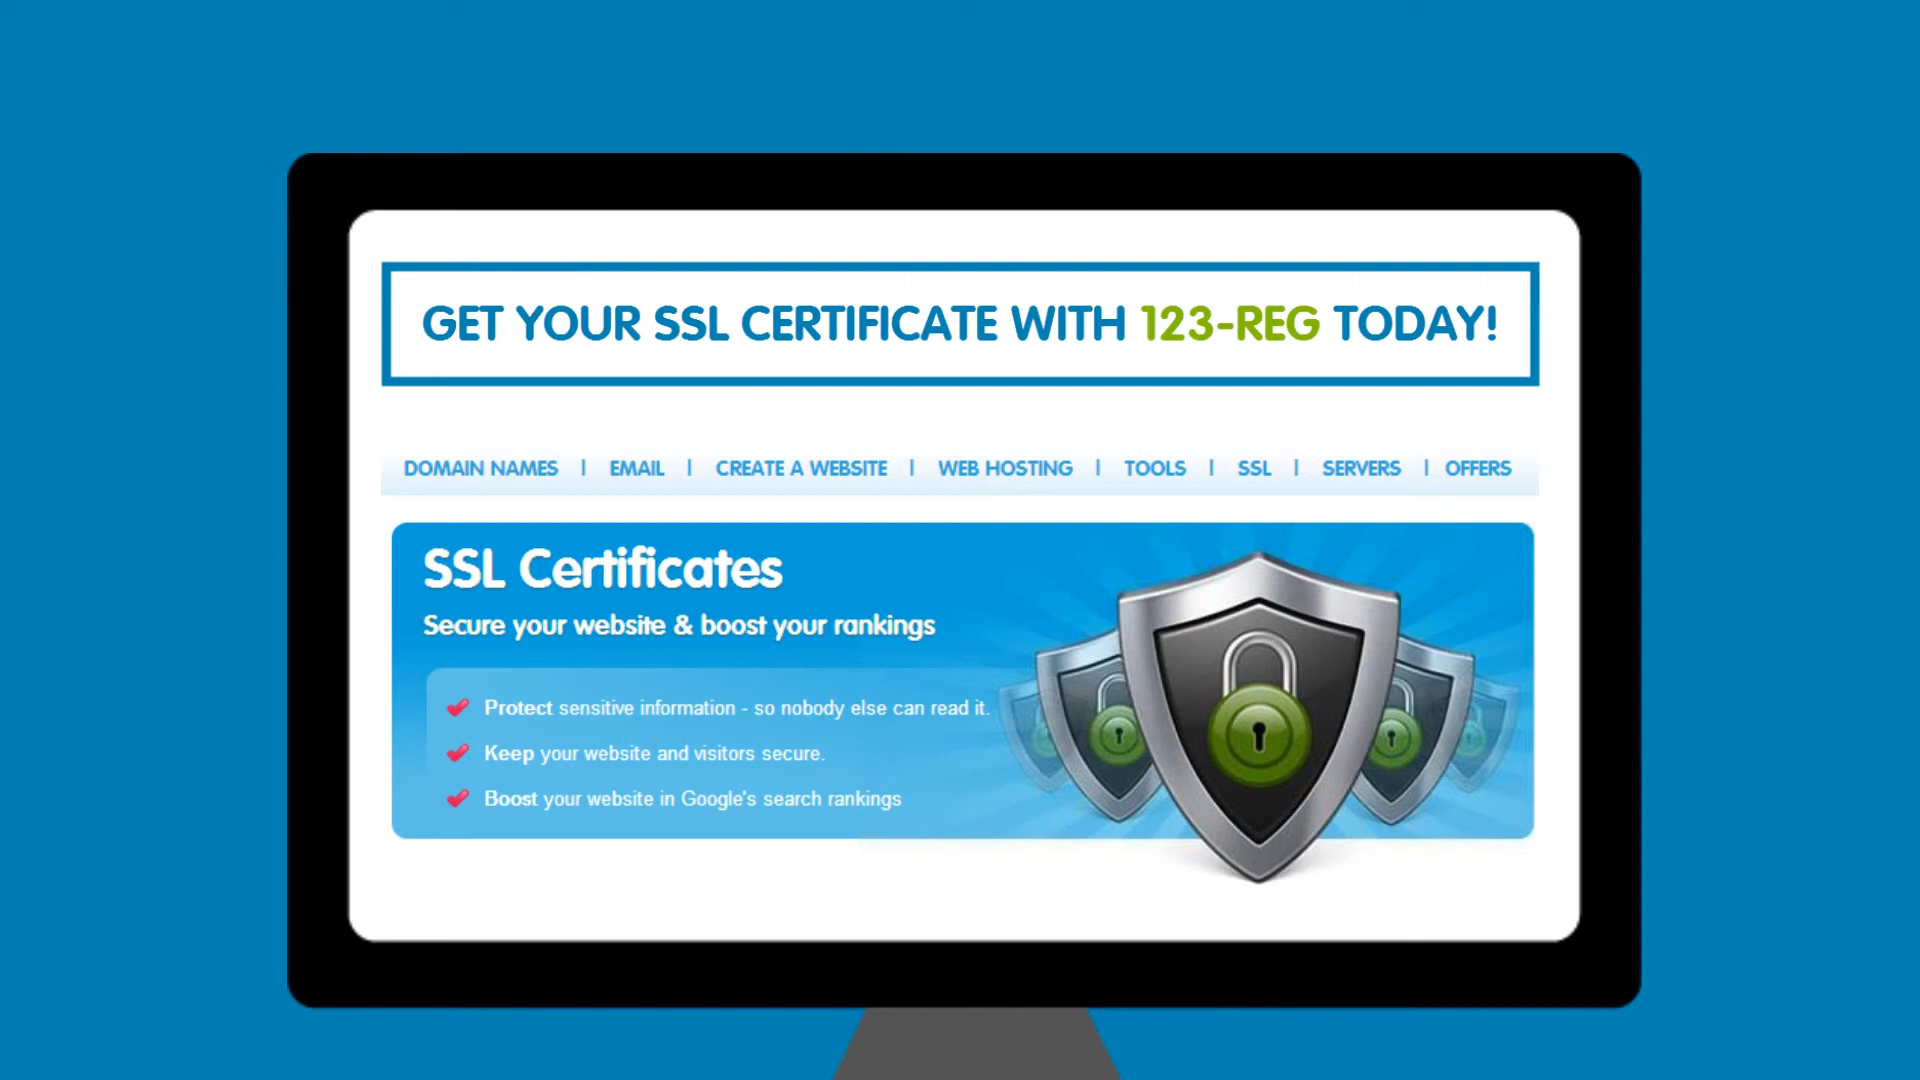 GET YOUR SSL CERTIFICATE WITH 123-REG TODAY!
DOMAIN NAMES | EMAIL | CREATE A WEBSITE | WEB HOSTING | TOOLS | SSL | SERVERS | OFFERS
SSL Certificates
Secure your website & boost your rankings
Protect sensitive information - so nobody else can read it.
Keep your website and visitors secure.
Boost your website in Google's search rankings